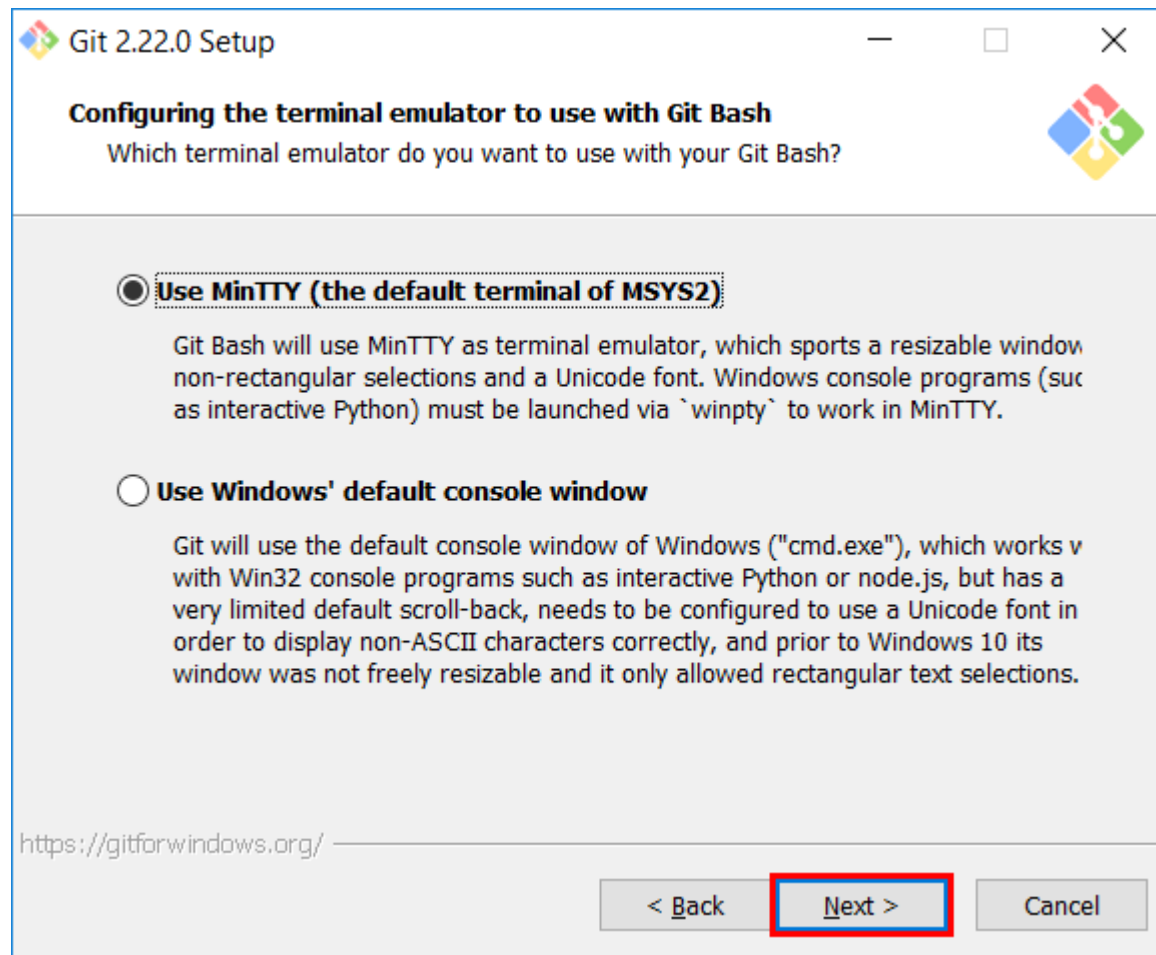 Git 2.22.0 Setup
Configuring the terminal emulator to use with Git Bash
Which terminal emulator do you want to use with your Git Bash?
Use MinTTY (the default terminal of MSYS2)
Git Bash will use MinTTY as terminal emulator, which sports a resizable window
non-rectangular selections and a Unicode font. Windows console programs (suc
as interactive Python) must be launched via `winpty` to work in MinTTY.
Use Windows' default console window
Git will use the default console window of Windows ("cmd.exe"), which works
with Win32 console programs such as interactive Python or node.js, but has a
very limited default scroll-back, needs to be configured to use a Unicode font in
order to display non-ASCII characters correctly, and prior to Windows 10 its
window was not freely resizable and it only allowed rectangular text selections.
https://gitforwindows.org/
< Back
Next >
Cancel